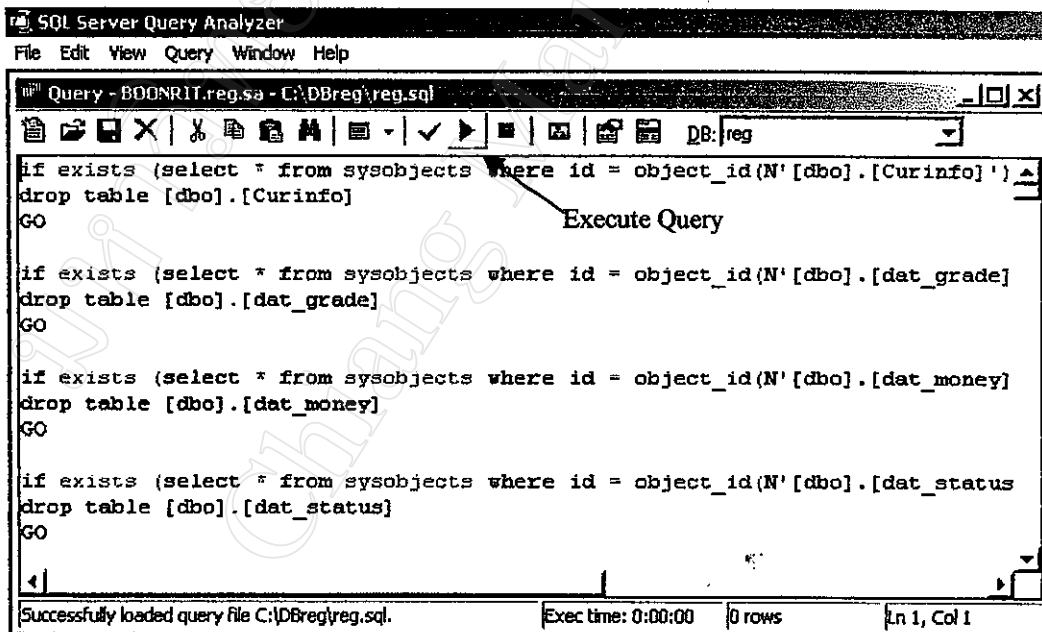 SQL Server Query Analyzer
File Edit View Query Window Help
Query - BOONRIT.reg.sa - C:\DBreg\reg.sql
DB: reg
if exists (select * from sysobjects where id = object_id(N'[dbo].[Curinfo]')
drop table [dbo].[Curinfo]
GO
Execute Query
if exists (select * from sysobjects where id = object_id(N'[dbo].[dat_grade]
drop table [dbo].[dat_grade]
GO
if exists (select * from sysobjects where id = object_id(N'[dbo].[dat_money]
drop table [dbo].[dat_money]
GO
if exists (select * from sysobjects where id = object_id(N'[dbo].[dat_status
drop table [dbo].[dat_status]
GO
Successfully loaded query file C:\DBreg\reg.sql. Exec time: 0:00:00 0 rows Ln 1, Col 1
Chiang Mai